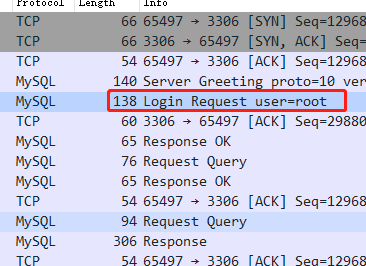 Protocol Length Info
TCP 66 65497 → 3306 [SYN] Seq=12968
TCP 66 3306 → 65497 [SYN, ACK] Seq=
TCP 54 65497 → 3306 [ACK] Seq=12968
MySQL 140 Server Greeting proto=10 ver
MySQL 138 Login Request user=root
TCP 60 3306 → 65497 [ACK] Seq=29880
MySQL 65 Response OK
MySQL 76 Request Query
MySQL 65 Response OK
TCP 54 65497 → 3306 [ACK] Seq=12968
MySQL 94 Request Query
MySQL 306 Response
TCP 54 65497 → 3306 [ACK] Seq=12968